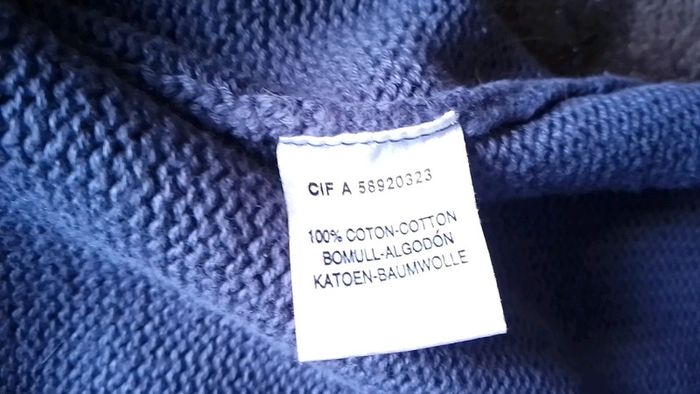 CIF A 58920323
100% COTON-COTTON
BOMULL-ALGODÓN
KATOEN-BAUMWOLLE